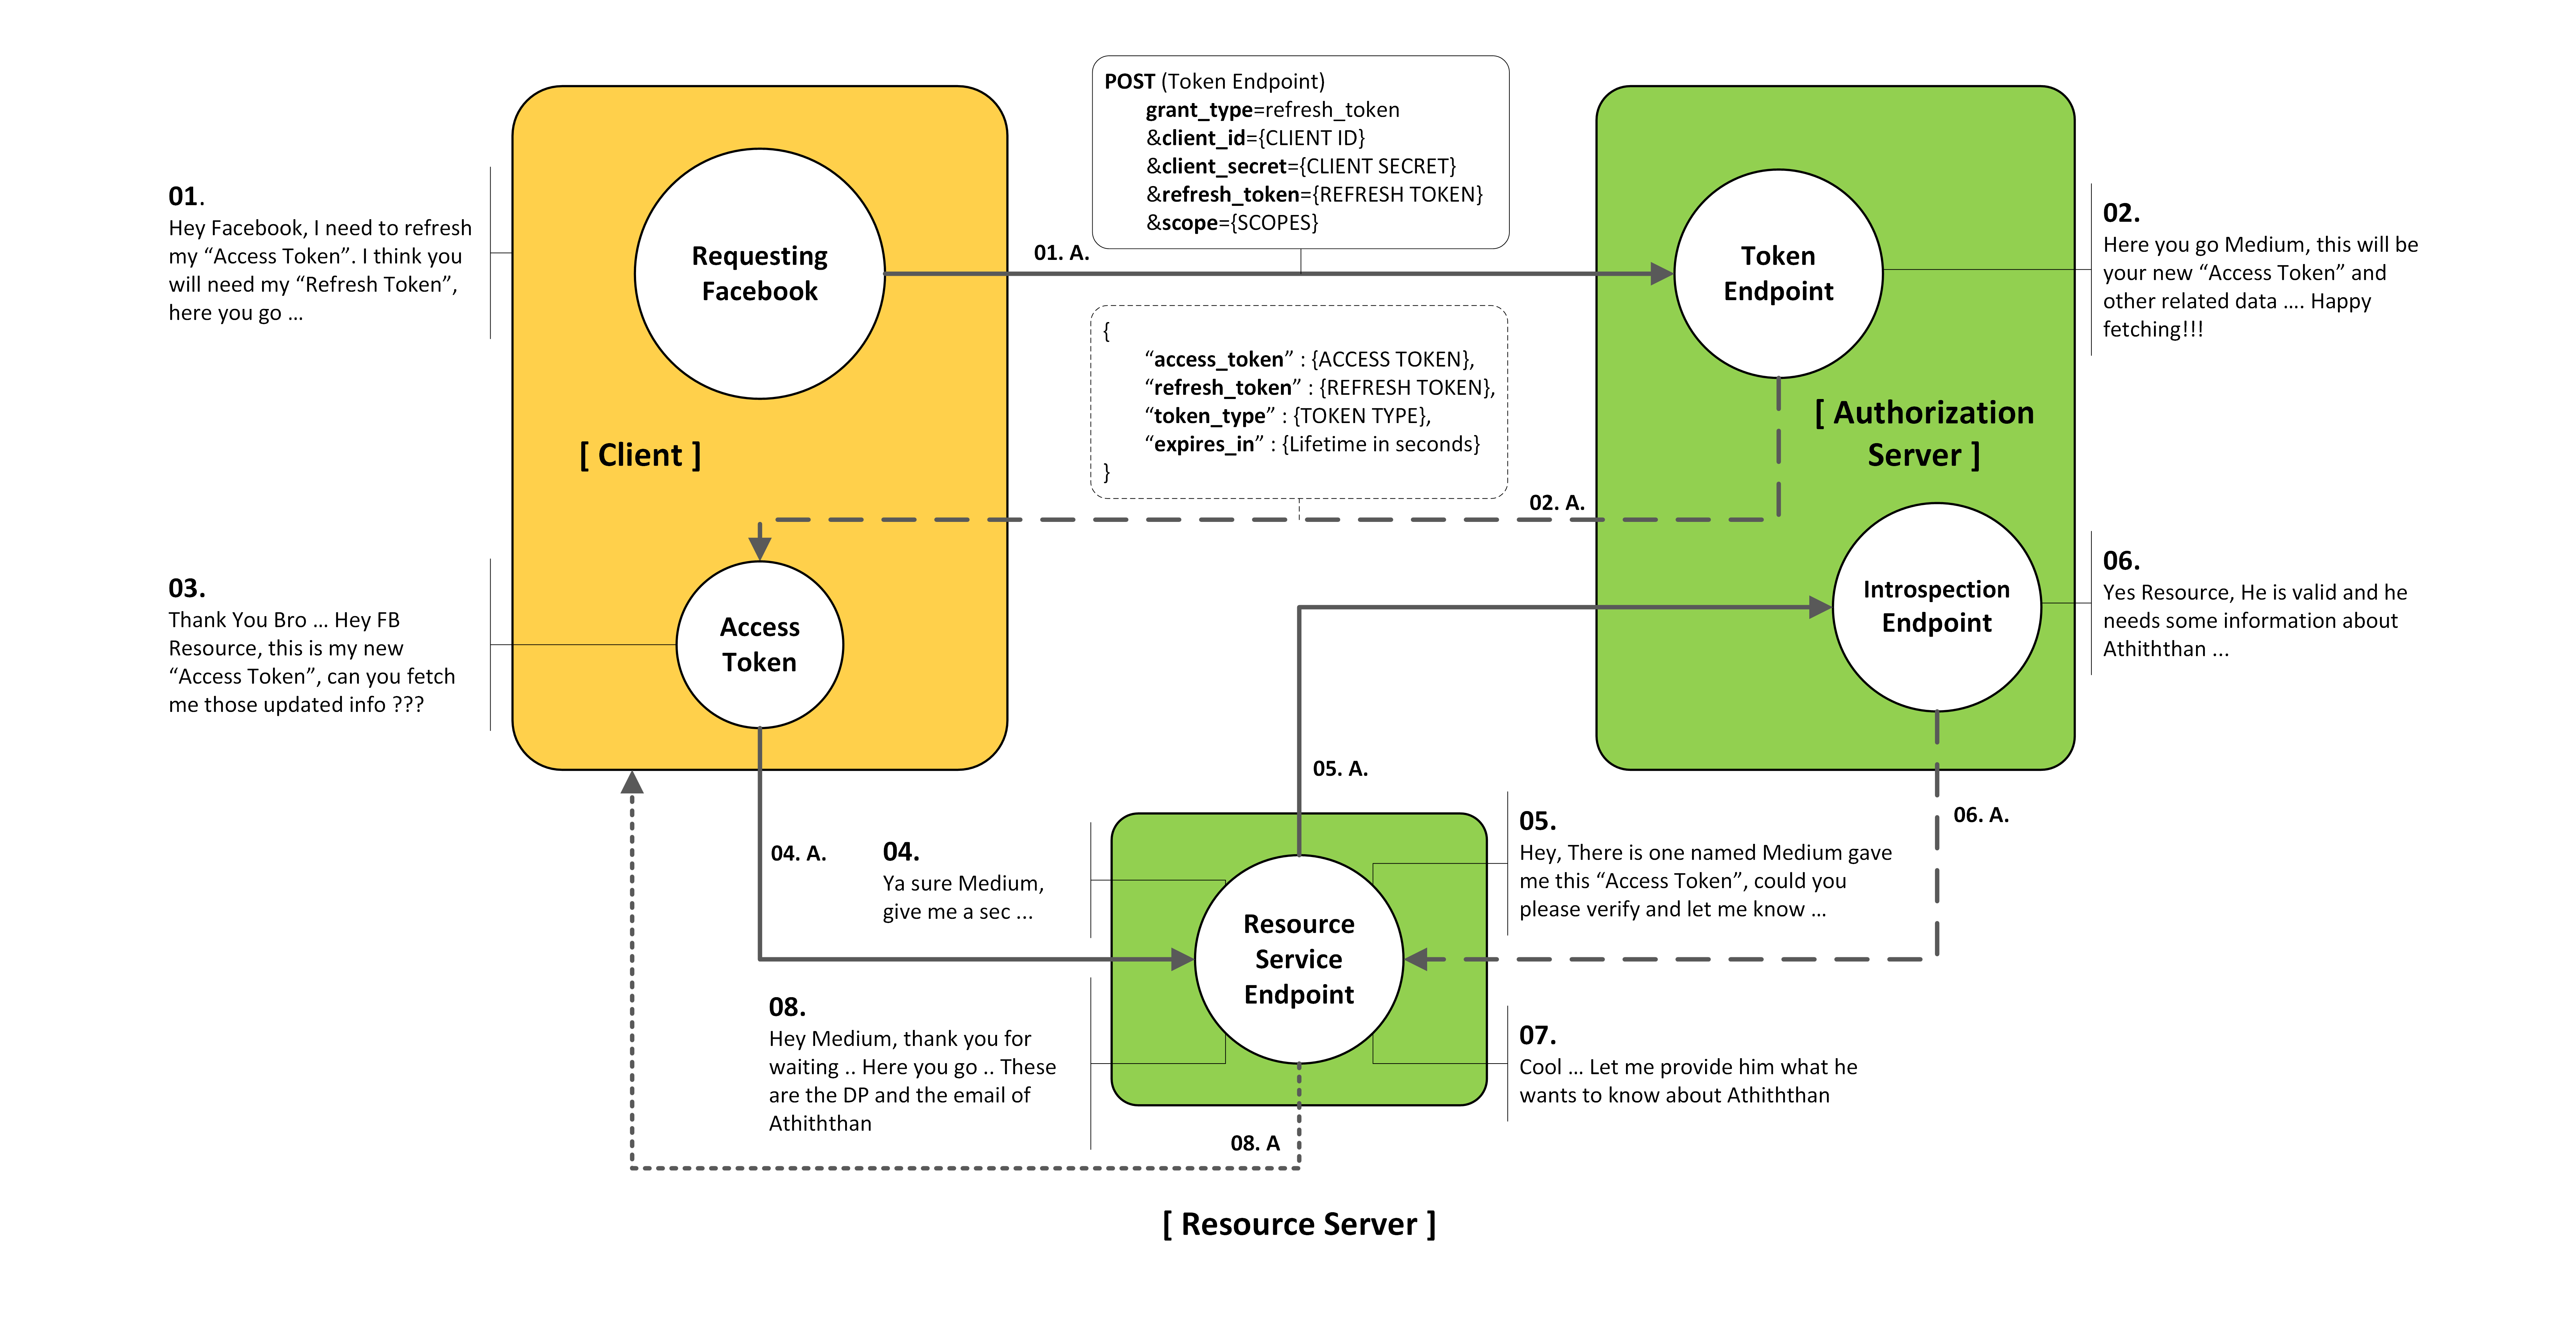 POST (Token Endpoint)
grant_type=refresh_token
&client_id={CLIENT ID}
&client_secret={CLIENT SECRET}
&refresh_token={REFRESH TOKEN}
&scope={SCOPES}
01.
Hey Facebook, I need to refresh
my “Access Token”. I think you
will need my “Refresh Token”,
here you go ...
Requesting
Facebook
01. A.
Token
Endpoint
02.
Here you go Medium, this will be
your new “Access Token” and
other related data .... Happy
fetching!!!
{
“access_token” : {ACCESS TOKEN},
“refresh_token” : {REFRESH TOKEN},
“token_type” : {TOKEN TYPE},
“expires_in” : {Lifetime in seconds}
}
[ Client ]
[ Authorization
Server ]
02. A.
03.
Thank You Bro ... Hey FB
Resource, this is my new
“Access Token”, can you fetch
me those updated info ???
Access
Token
Introspection
Endpoint
06.
Yes Resource, He is valid and he
needs some information about
Athiththan ...
05. A.
06. A.
04. A.
04.
Ya sure Medium,
give me a sec ...
05.
Hey, There is one named Medium gave
me this “Access Token”, could you
please verify and let me know ...
Resource
Service
Endpoint
08.
Hey Medium, thank you for
waiting .. Here you go .. These
are the DP and the email of
Athiththan
07.
Cool ... Let me provide him what he
wants to know about Athiththan
08. A
[ Resource Server ]